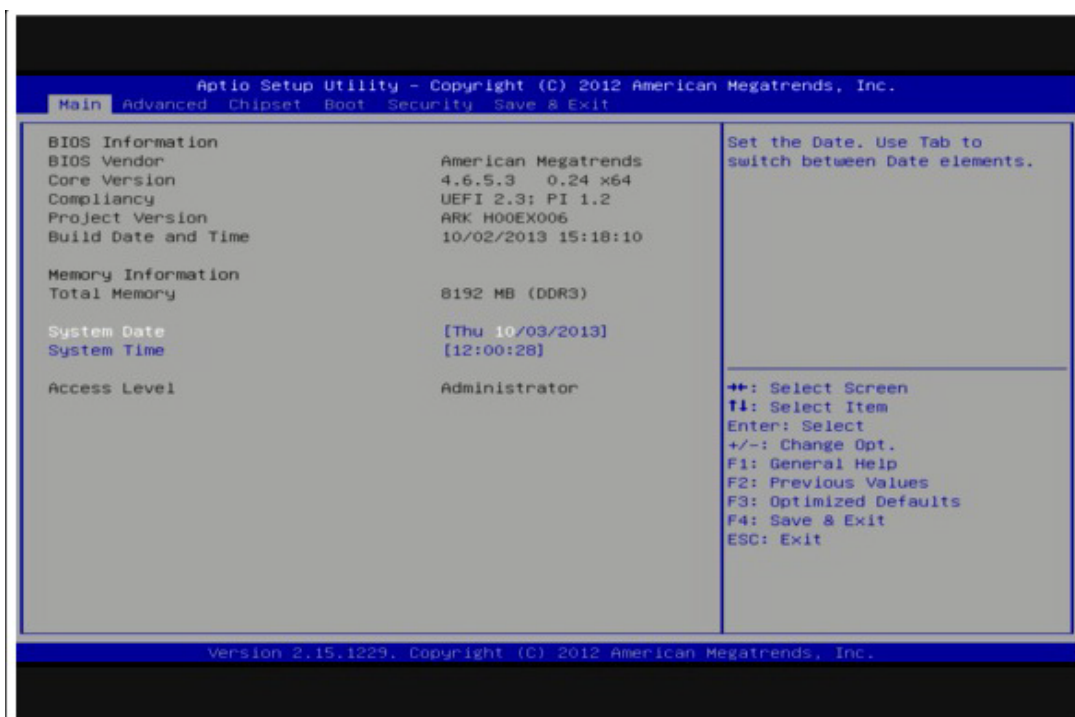 Aptio Setup Utility - Copyright (C) 2012 American Megatrends, Inc.
Main Advanced Chipset Boot Security Save & Exit
BIOS Information
BIOS Vendor American Megatrends
Core Version 4.6.5.3 0.24 x64
Compliancy UEFI 2.3; PI 1.2
Project Version ARK H00EX006
Build Date and Time 10/02/2013 15:18:10
Memory Information
Total Memory 8192 MB (DDR3)
System Date [Thu 10/03/2013]
System Time [12:00:28]
Access Level Administrator
Set the Date. Use Tab to
switch between Date elements.
→←: Select Screen
↑↓: Select Item
Enter: Select
+/-: Change Opt.
F1: General Help
F2: Previous Values
F3: Optimized Defaults
F4: Save & Exit
ESC: Exit
Version 2.15.1229. Copyright (C) 2012 American Megatrends, Inc.